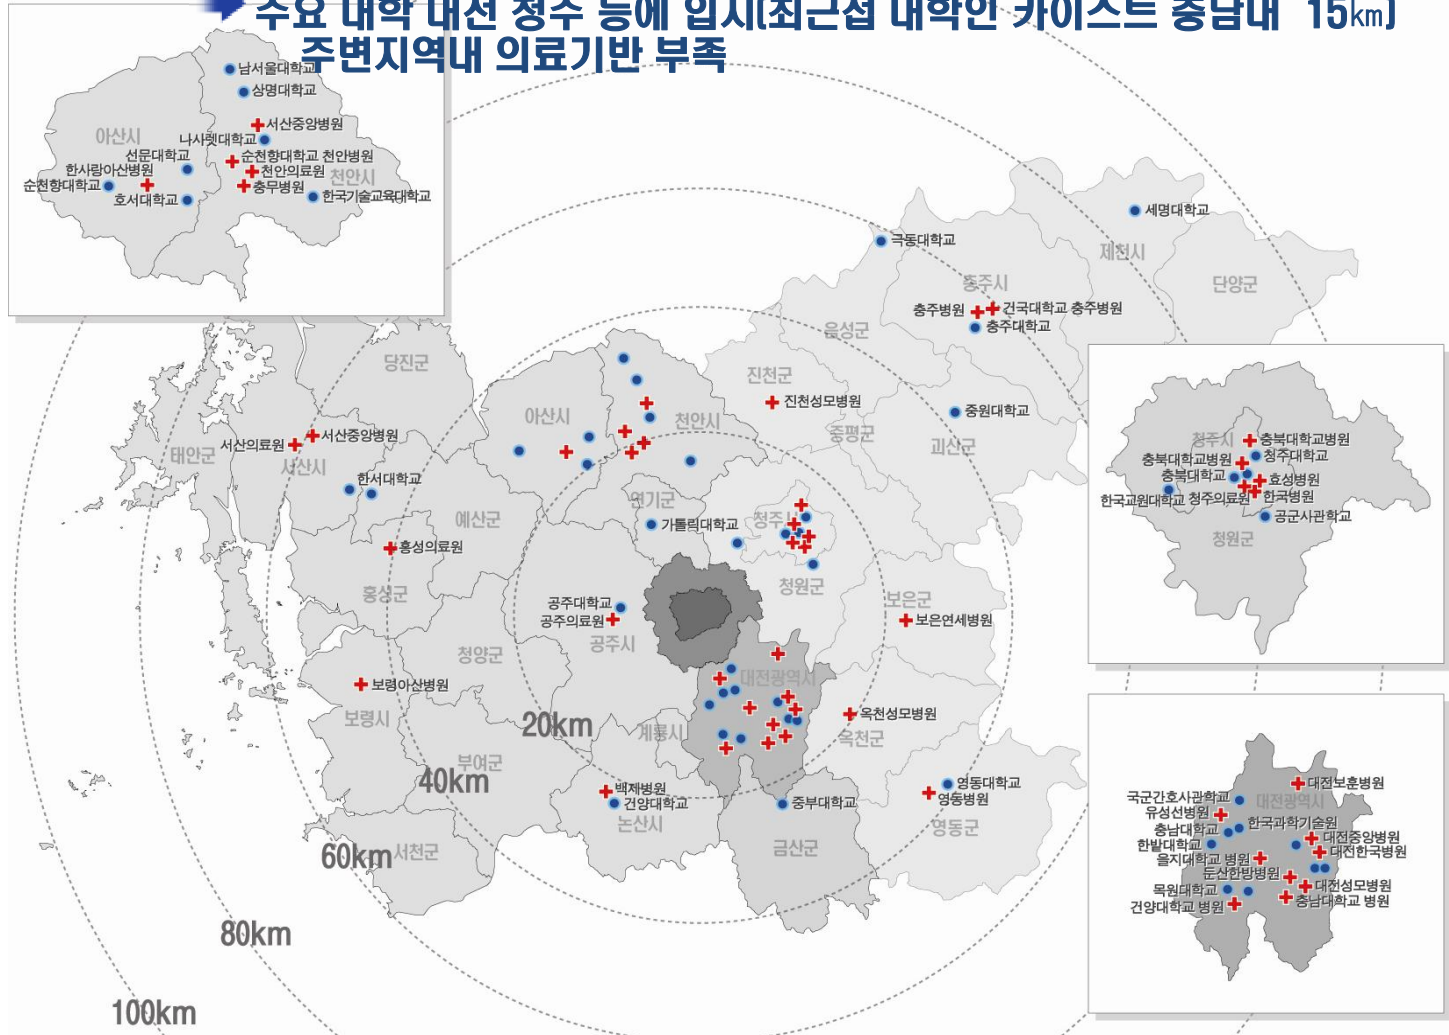 주요 대학 대전 청주 등에 입지(최근접 대학인 카이스트 충남대 15㎞)
주변지역내 의료기반 부족
남서울대학교
상명대학교
서산중앙병원
나사렛대학교
아산시
선문대학교
순천향대학교 천안병원
한사랑아산병원
천안의료원
천안시
순천향대학교
충무병원
호서대학교
한국기술교육대학교
세명대학교
극동대학교
제천시
단양군
충주시
충주병원
건국대학교 충주병원
충주대학교
음성군
당진군
진천군
진천성모병원
중원대학교
아산시
천안시
증평군
괴산군
서산의료원
서산중앙병원
태안군
서산시
한서대학교
예산군
연기군
가톨릭대학교
청주시
홍성의료원
홍성군
청원군
공주대학교
공주의료원
공주시
보은군
보은연세병원
청양군
대전광역시
보령아산병원
보령시
20km
계룡시
옥천성모병원
옥천군
부여군
40km
백제병원
건양대학교
논산시
중부대학교
영동대학교
영동병원
영동군
60km
서천군
금산군
80km
100km
청주시
충북대학교병원
충북대학교병원
청주대학교
충북대학교
효성병원
한국교원대학교
청주의료원
한국병원
공군사관학교
청원군
대전보훈병원
국군간호사관학교
대전광역시
유성선병원
충남대학교
한국과학기술원
한밭대학교
대전중앙병원
을지대학교 병원
대전한국병원
둔산한방병원
목원대학교
대전성모병원
건양대학교 병원
충남대학교 병원